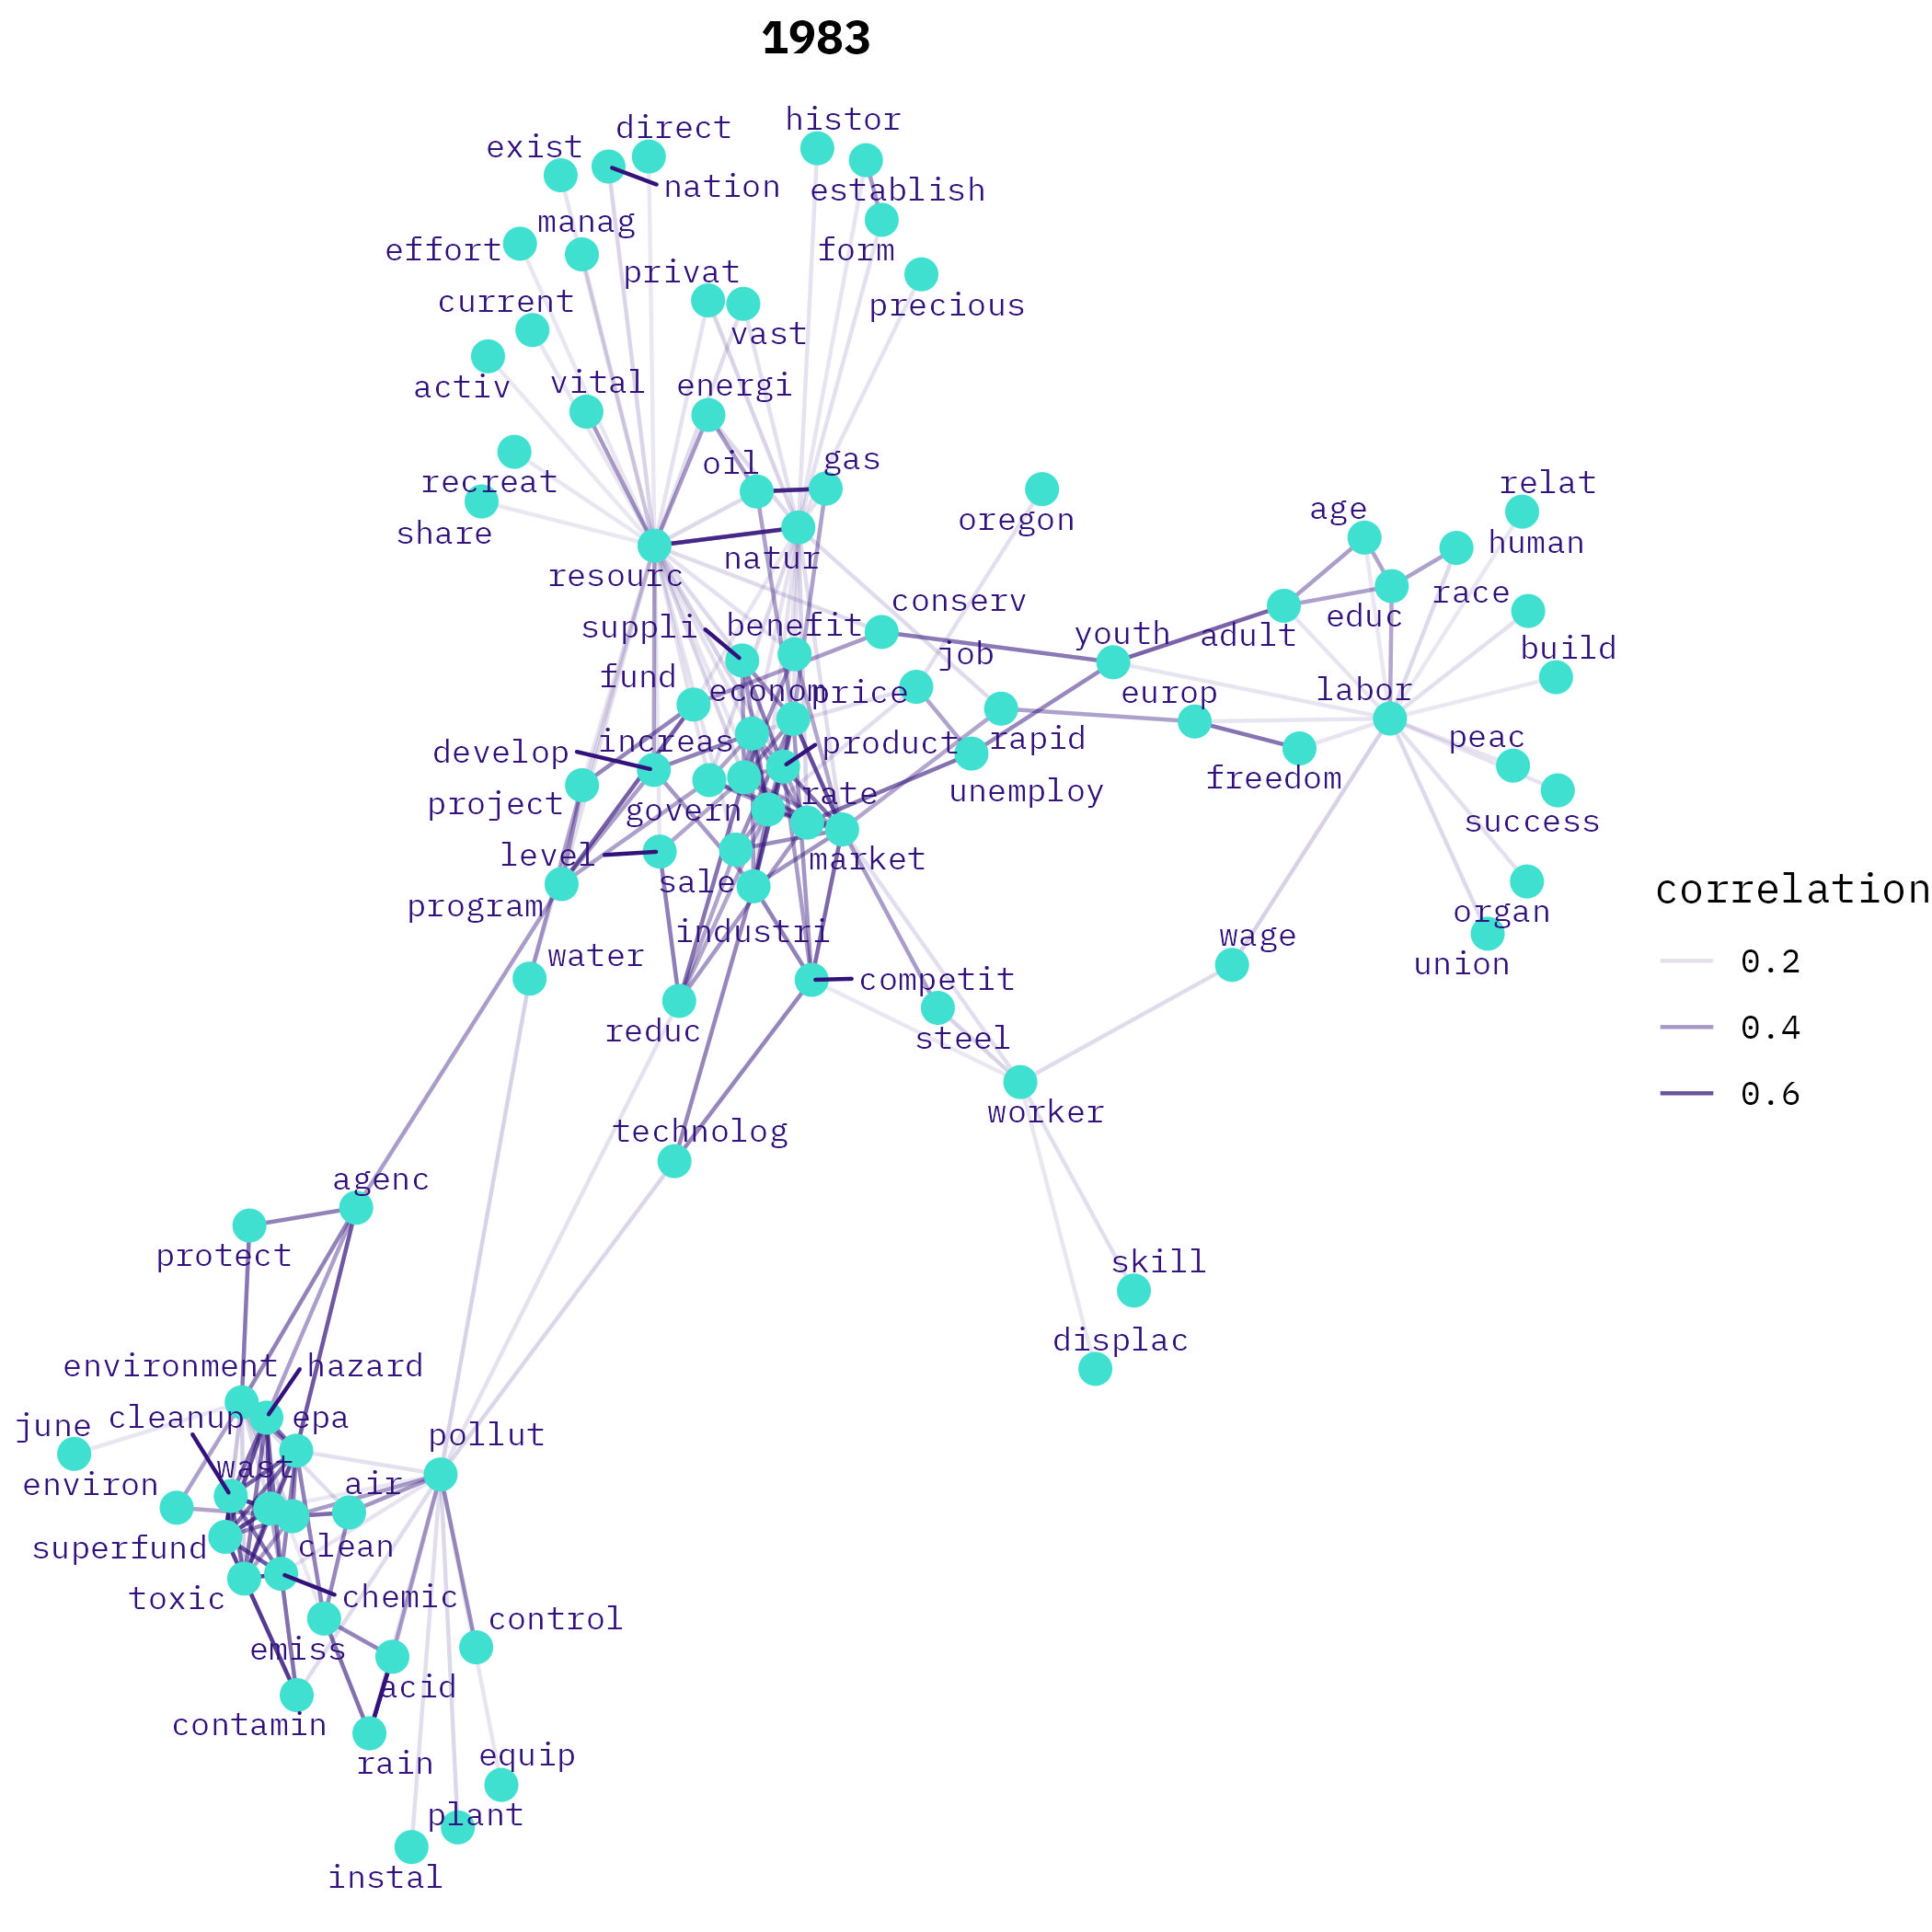 1983
direct
histor
exist
nation
establish
manag
effort
form
privat
current
precious
vast
activ
vital
energi
oil
gas
recreat
relat
age
share
oregon
human
natur
resourc
race
conserv
educ
suppli
benefit
youth
adult
job
build
fund
econom
price
europ
labor
increas
product
rapid
peac
develop
freedom
unemploy
rate
project
govern
success
level
market
sale
correlation
program
organ
industri
wage
water
union
0.2
competit
0.4
reduc
steel
0.6
worker
technolog
agenc
protect
skill
displac
environment
hazard
cleanup
epa
june
pollut
wast
air
environ
superfund
clean
toxic
chemic
control
emiss
acid
contamin
equip
rain
plant
instal